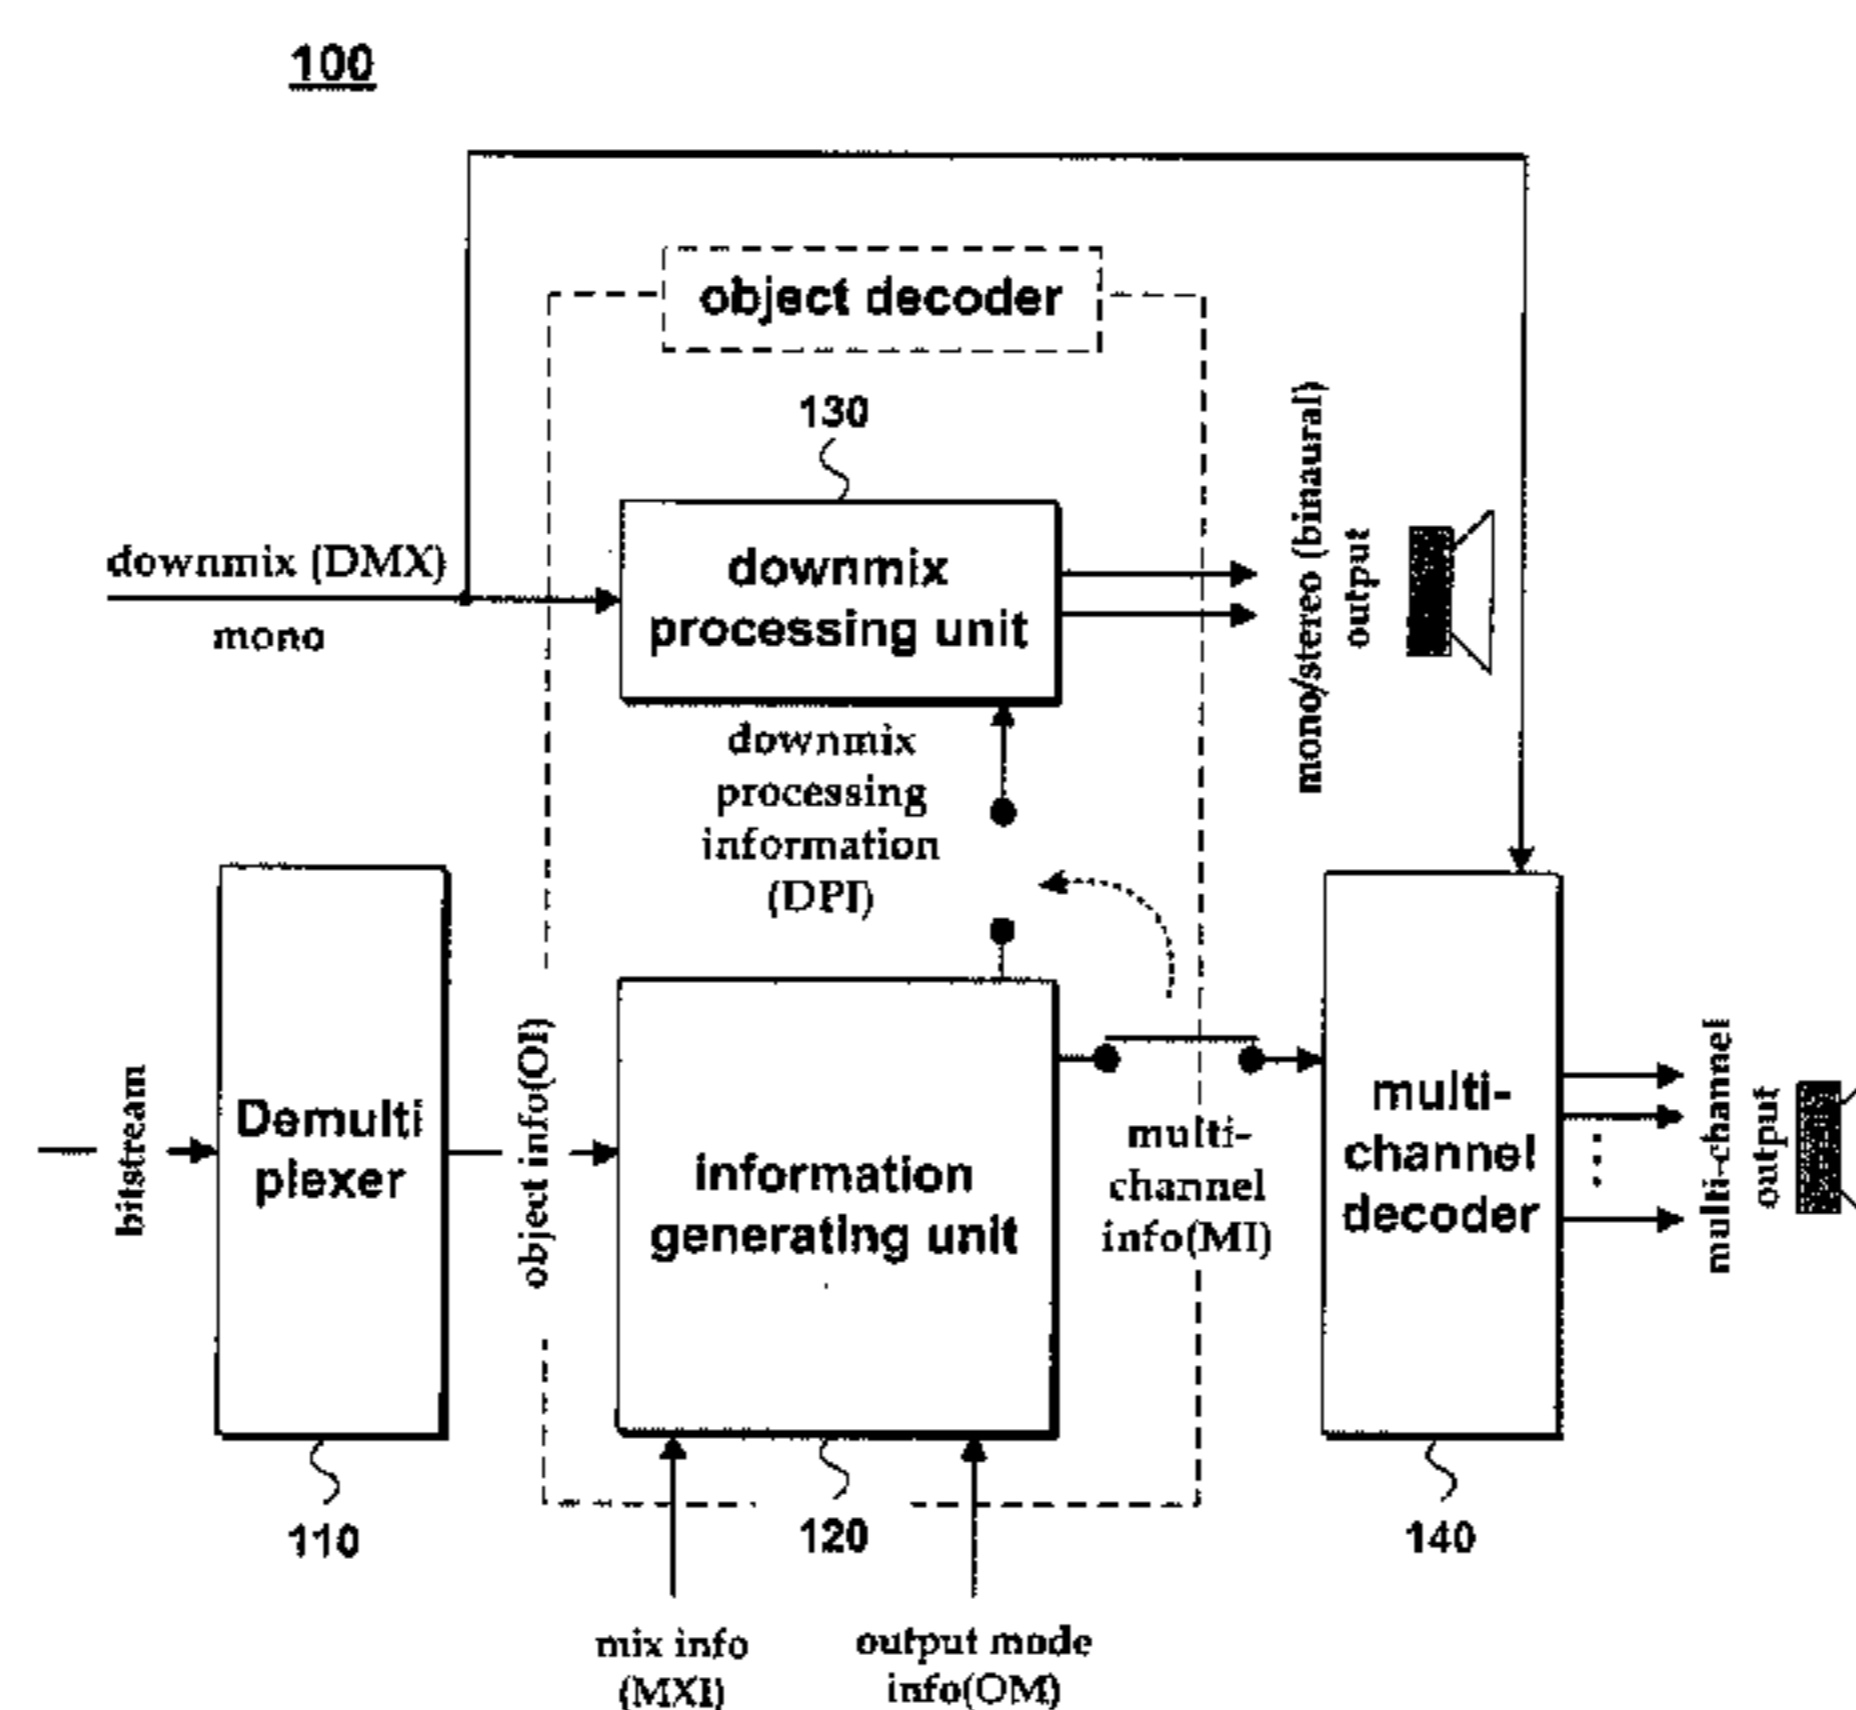 100
object decoder
130
downmix (DMX)
mono
downmix
processing unit
mono/stereo (binaural)
output
downmix
processing
information
(DPI)
bitstream
Demulti
plexer
object info(OI)
information
generating unit
multi-
channel
info(MI)
multi-
channel
decoder
multi-channel
output
110
120
140
mix info
(MXI)
output mode
info(OM)